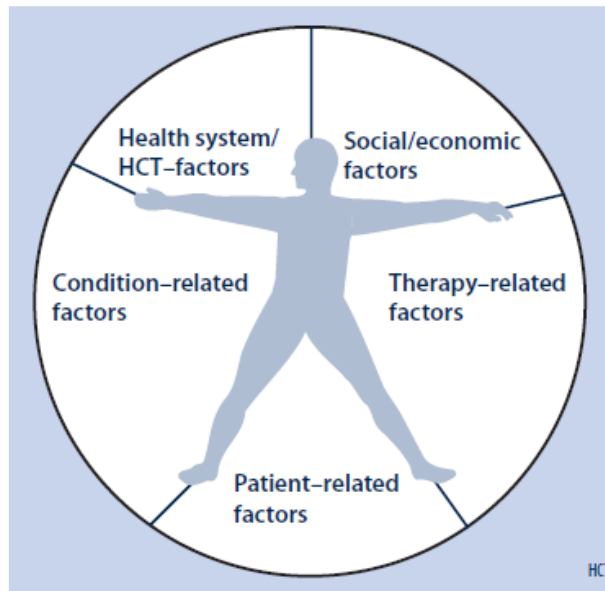 Health system/
HCT–factors
Social/economic
factors
Condition–related
factors
Therapy–related
factors
Patient–related
factors